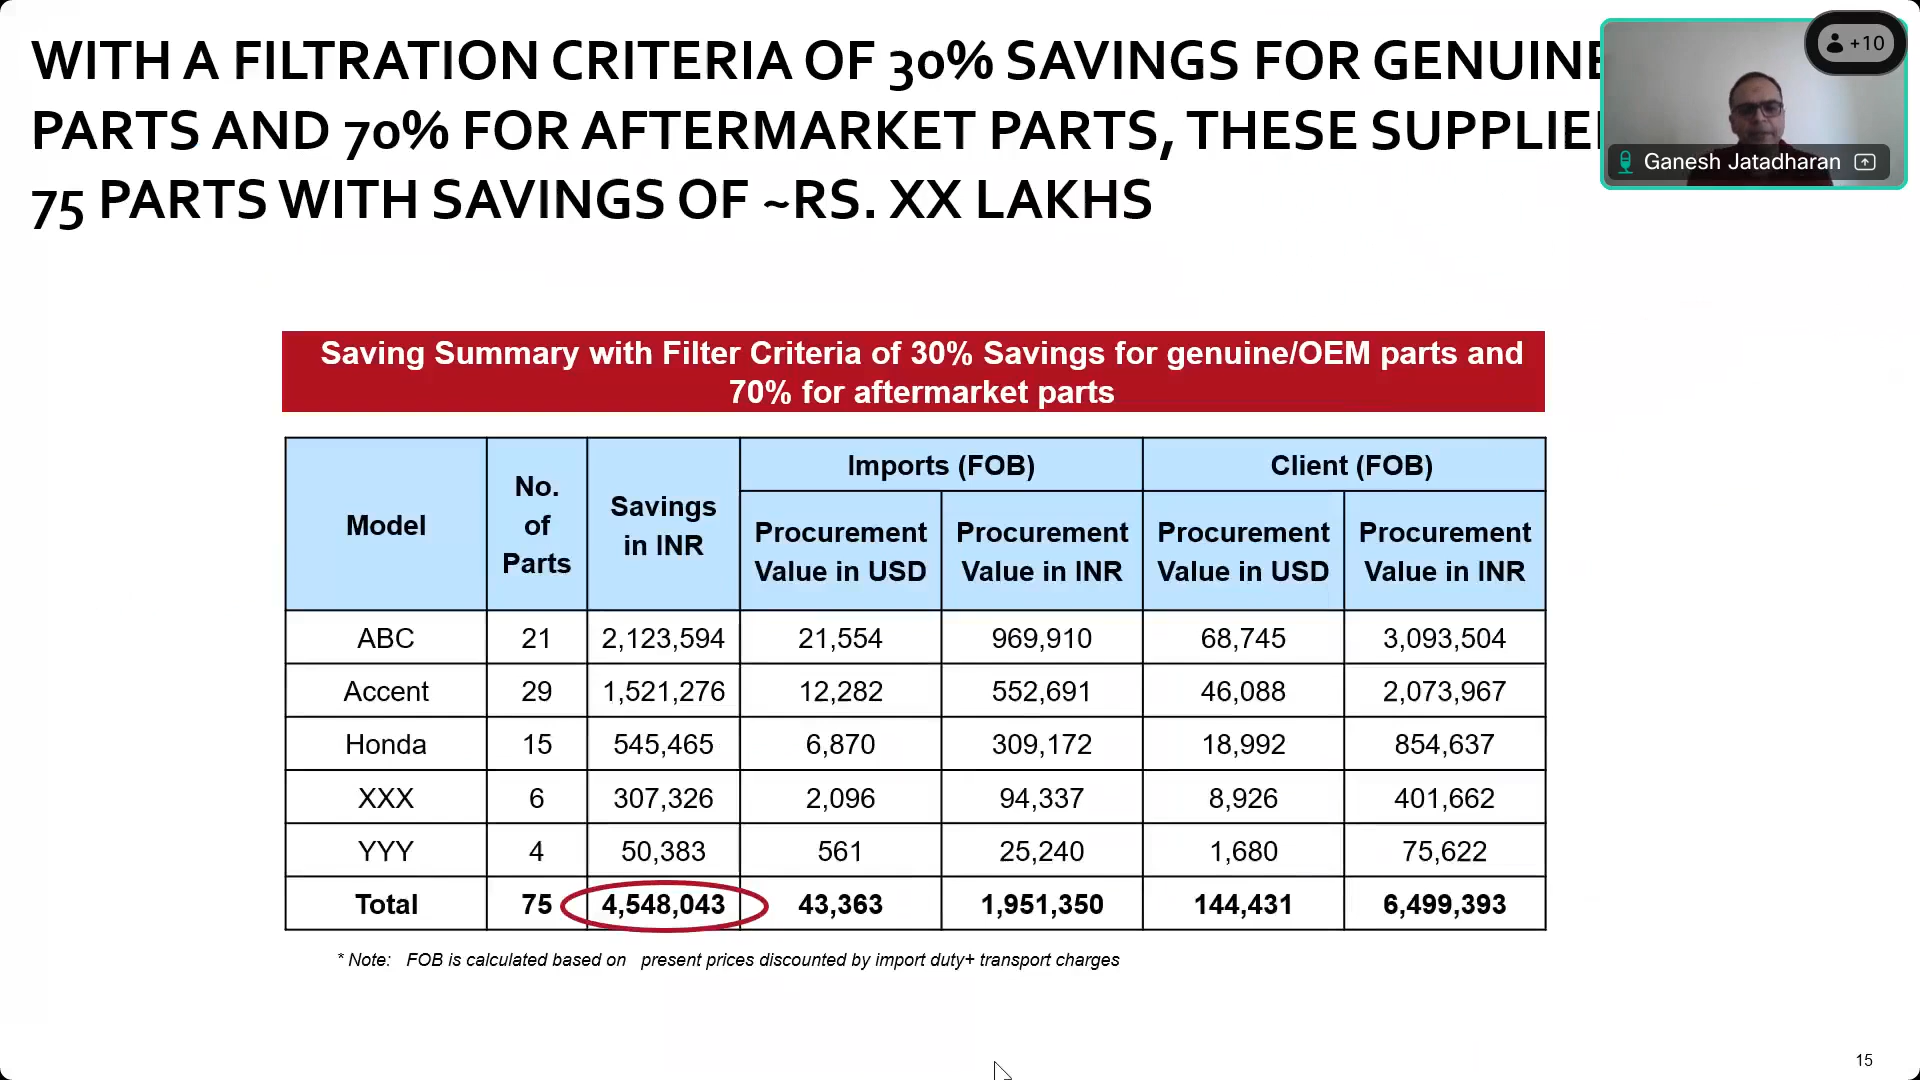 WITH A FILTRATION CRITERIA OF 30% SAVINGS FOR GENUINE
PARTS AND 70% FOR AFTERMARKET PARTS, THESE
75 PARTS WITH SAVINGS OF ~RS. XX LAKHS
+10
Ganesh Jatadharan
Saving Summary with Filter Criteria of 30% Savings for genuine/OEM parts and
70% for aftermarket parts
Model No. of Parts Savings in INR Imports (FOB) Client (FOB)
Procurement Value in USD Procurement Value in INR Procurement Value in USD Procurement Value in INR
ABC 21 2,123,594 21,554 969,910 68,745 3,093,504
Accent 29 1,521,276 12,282 552,691 46,088 2,073,967
Honda 15 545,465 6,870 309,172 18,992 854,637
XXX 6 307,326 2,096 94,337 8,926 401,662
YYY 4 50,383 561 25,240 1,680 75,622
Total 75 4,548,043 43,363 1,951,350 144,431 6,499,393
* Note: FOB is calculated based on present prices discounted by import duty+ transport charges
15